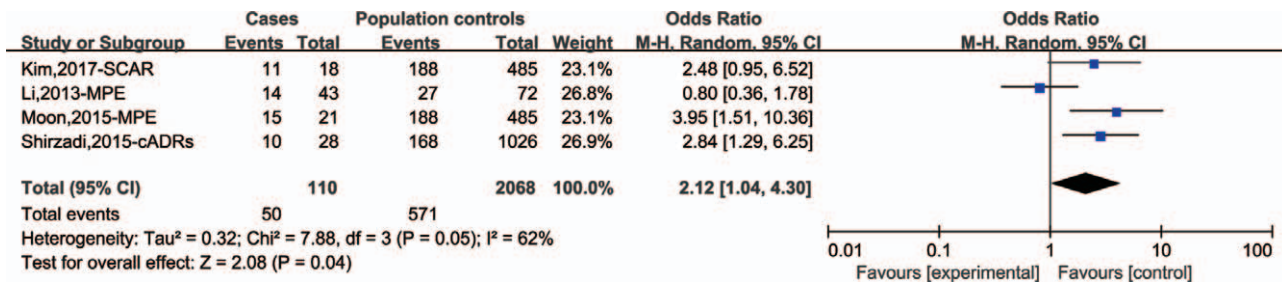 Cases Population controls Odds Ratio Odds Ratio
Study or Subgroup Events Total Events Total Weight M-H, Random, 95% CI M-H, Random, 95% CI
Kim,2017-SCAR 11 18 188 485 23.1% 2.48 [0.95, 6.52]
Li,2013-MPE 14 43 27 72 26.8% 0.80 [0.36, 1.78]
Moon,2015-MPE 15 21 188 485 23.1% 3.95 [1.51, 10.36]
Shirzadi,2015-cADRs 10 28 168 1026 26.9% 2.84 [1.29, 6.25]
Total (95% CI) 110 2068 100.0% 2.12 [1.04, 4.30]
Total events 50 571
Heterogeneity: Tau² = 0.32; Chi² = 7.88, df = 3 (P = 0.05); I² = 62%
Test for overall effect: Z = 2.08 (P = 0.04)
0.01 0.1 1 10 100
Favours [experimental] Favours [control]